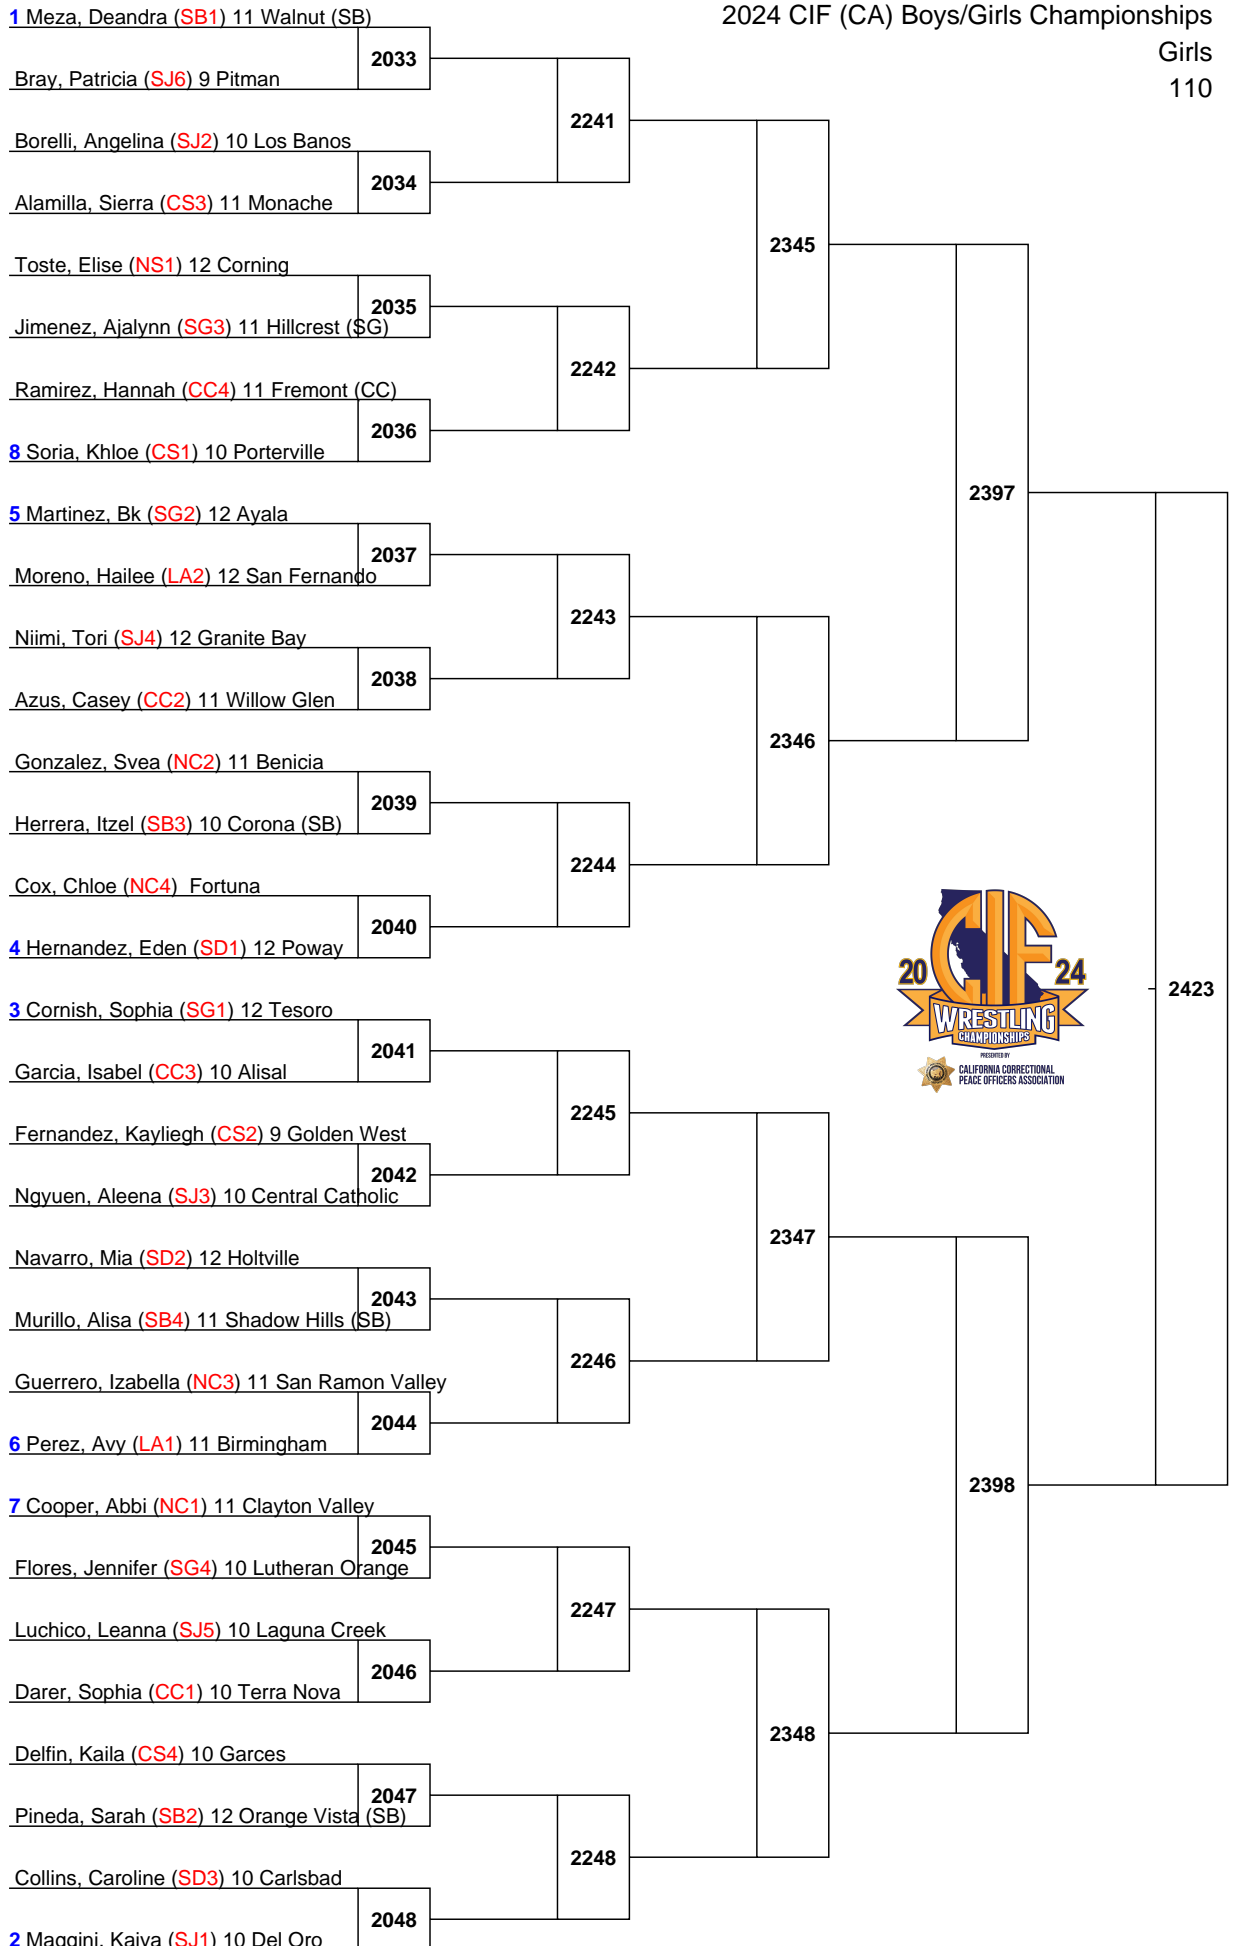 2024 CIF (CA) Boys/Girls Championships
Girls
110
1 Meza, Deandra (SB1) 11 Walnut (SB)
2033
Bray, Patricia (SJ6) 9 Pitman
2241
Borelli, Angelina (SJ2) 10 Los Banos
2034
Alamilla, Sierra (CS3) 11 Monache
2345
Toste, Elise (NS1) 12 Corning
2035
Jimenez, Ajalynn (SG3) 11 Hillcrest (SG)
2242
Ramirez, Hannah (CC4) 11 Fremont (CC)
2036
8 Soria, Khloe (CS1) 10 Porterville
2397
5 Martinez, Bk (SG2) 12 Ayala
2037
Moreno, Hailee (LA2) 12 San Fernando
2243
Niimi, Tori (SJ4) 12 Granite Bay
2038
Azus, Casey (CC2) 11 Willow Glen
2346
Gonzalez, Svea (NC2) 11 Benicia
2039
Herrera, Itzel (SB3) 10 Corona (SB)
2244
Cox, Chloe (NC4)  Fortuna
2040
4 Hernandez, Eden (SD1) 12 Poway
CIF
20 24
WRESTLING
CHAMPIONSHIPS
PRESENTED BY
CALIFORNIA CORRECTIONAL
PEACE OFFICERS ASSOCIATION
2423
3 Cornish, Sophia (SG1) 12 Tesoro
2041
Garcia, Isabel (CC3) 10 Alisal
2245
Fernandez, Kayliegh (CS2) 9 Golden West
2042
Ngyuen, Aleena (SJ3) 10 Central Catholic
2347
Navarro, Mia (SD2) 12 Holtville
2043
Murillo, Alisa (SB4) 11 Shadow Hills (SB)
2246
Guerrero, Izabella (NC3) 11 San Ramon Valley
2044
6 Perez, Avy (LA1) 11 Birmingham
2398
7 Cooper, Abbi (NC1) 11 Clayton Valley
2045
Flores, Jennifer (SG4) 10 Lutheran Orange
2247
Luchico, Leanna (SJ5) 10 Laguna Creek
2046
Darer, Sophia (CC1) 10 Terra Nova
2348
Delfin, Kaila (CS4) 10 Garces
2047
Pineda, Sarah (SB2) 12 Orange Vista (SB)
2248
Collins, Caroline (SD3) 10 Carlsbad
2048
2 Maggini, Kaiya (SJ1) 10 Del Oro